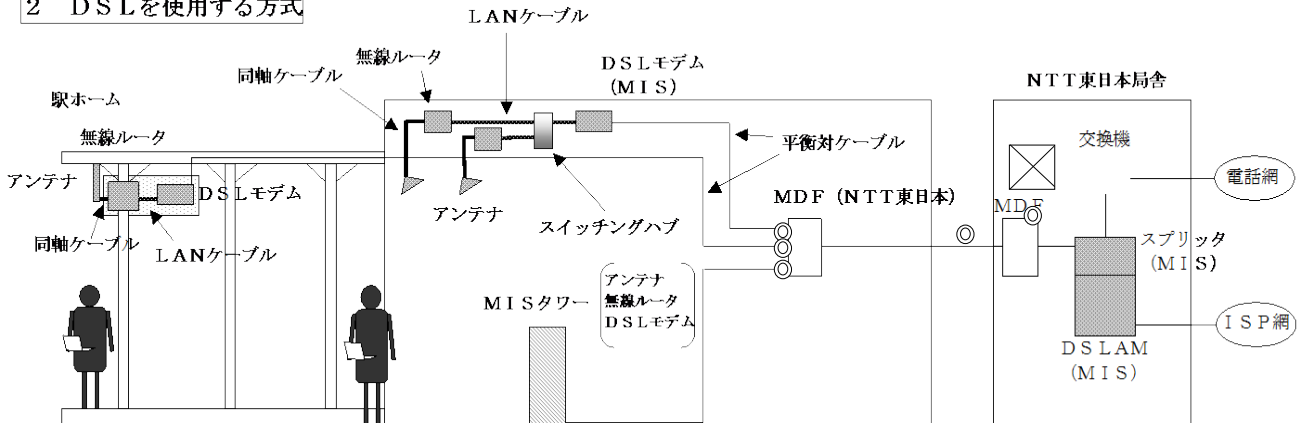 ２　ＤＳＬを使用する方式
ＬＡＮケーブル
無線ルータ
同軸ケーブル
ＤＳＬモデム
（ＭＩＳ）
ＮＴＴ東日本局舎
駅ホーム
無線ルータ
交換機
平衡対ケーブル
アンテナ
ＤＳＬモデム
電話網
ＭＤＦ（ＮＴＴ東日本）
ＭＤＦ
アンテナ
スイッチングハブ
同軸ケーブル
ＬＡＮケーブル
スプリッタ
（ＭＩＳ）
ＭＩＳタワー
アンテナ
無線ルータ
ＤＳＬモデム
ＩＳＰ網
ＤＳＬＡＭ
（ＭＩＳ）